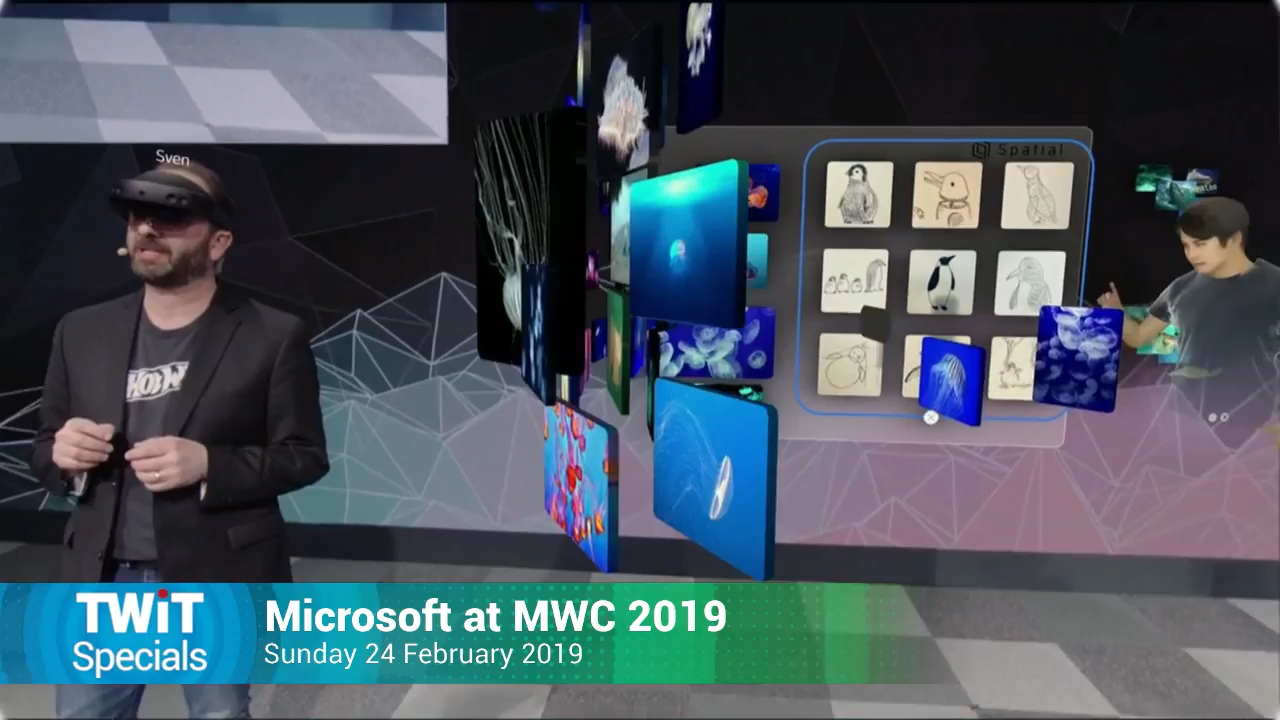 Sven
Spatial
HOW
TWiT
Specials
Microsoft at MWC 2019
Sunday 24 February 2019